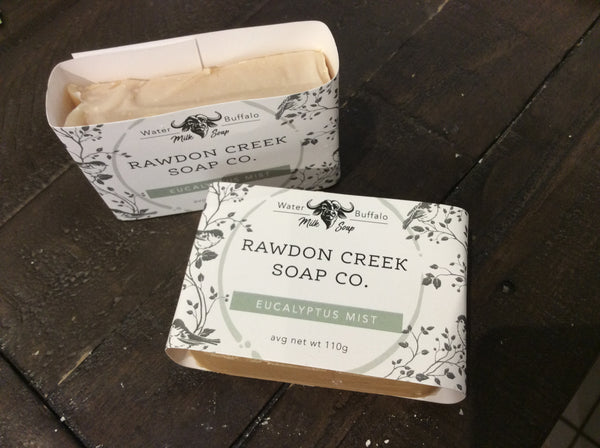 Water Buffalo
Milk Soap
RAWDON CREEK
SOAP CO.
EUCALYPTUS MIST
Water Buffalo
Milk Soap
RAWDON CREEK
SOAP CO.
EUCALYPTUS MIST
avg net wt 110g